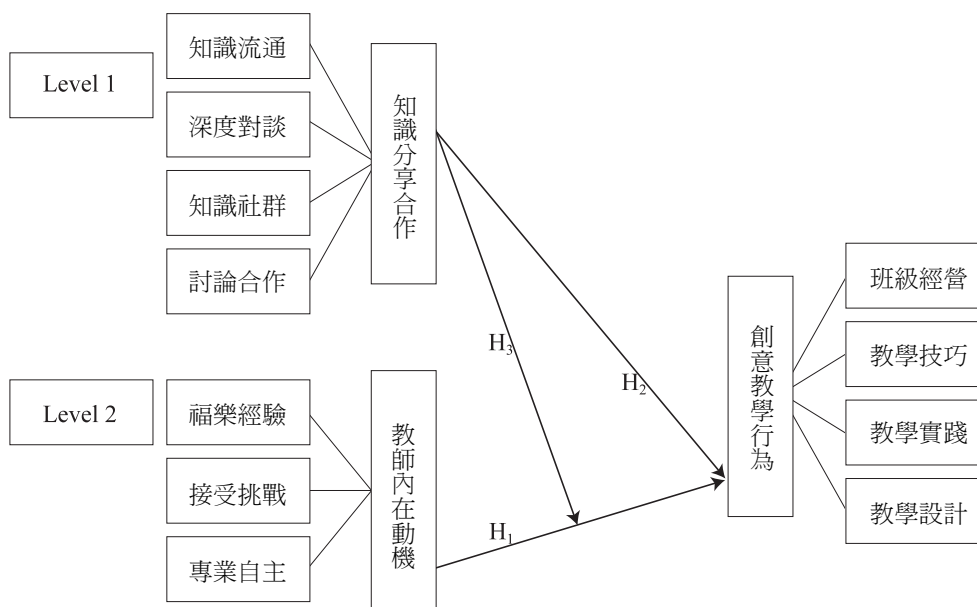 Level 1
知識流通
深度對談
知識社群
討論合作
知識分享合作
Level 2
福樂經驗
接受挑戰
專業自主
教師內在動機
H₃
H₂
H₁
創意教學行為
班級經營
教學技巧
教學實踐
教學設計